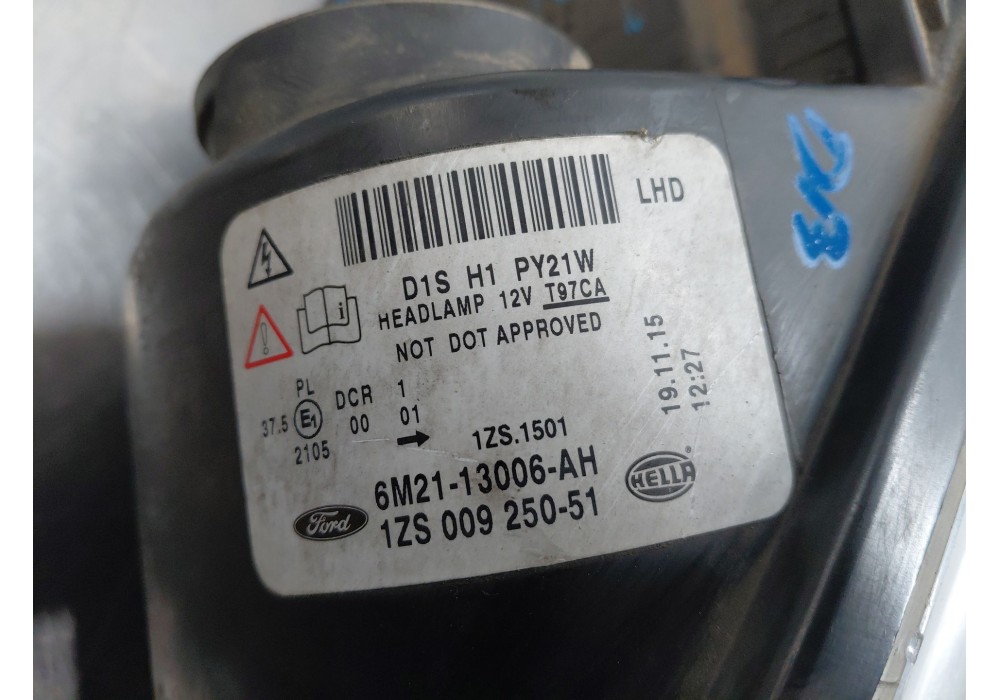 LHD
D1S H1 PY21W
HEADLAMP 12V T97CA
NOT DOT APPROVED
i
PL
DCR 1
37.5 E1 00 01
2105
1ZS.1501
6M21-13006-AH
Ford
1ZS 009 250-51
HELLA
19.11.15
12:27